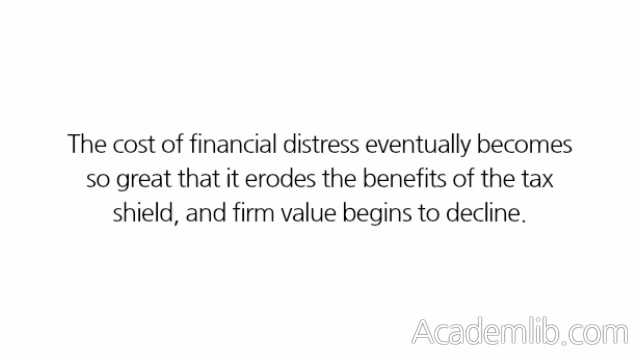 The cost of financial distress eventually becomes
so great that it erodes the benefits of the tax
shield, and firm value begins to decline.
Academlib.com